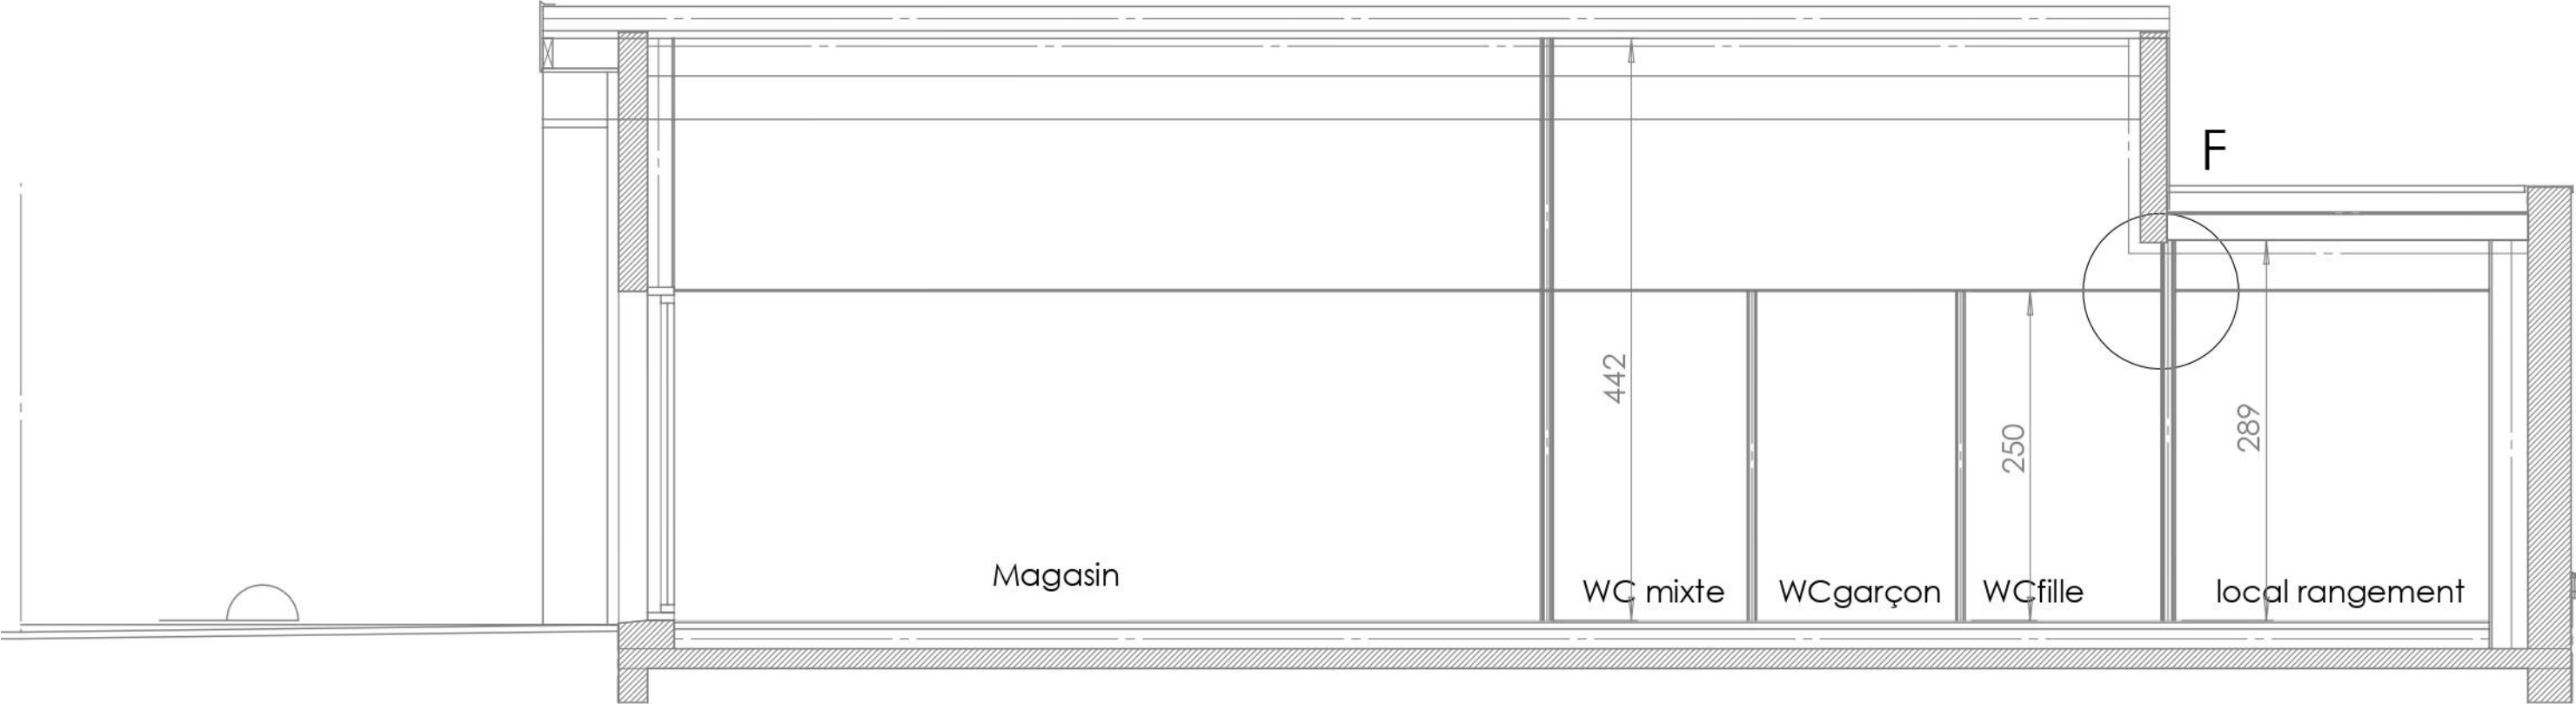 F
442
250
289
Magasin
WC mixte
WCgarçon
WCfille
local rangement